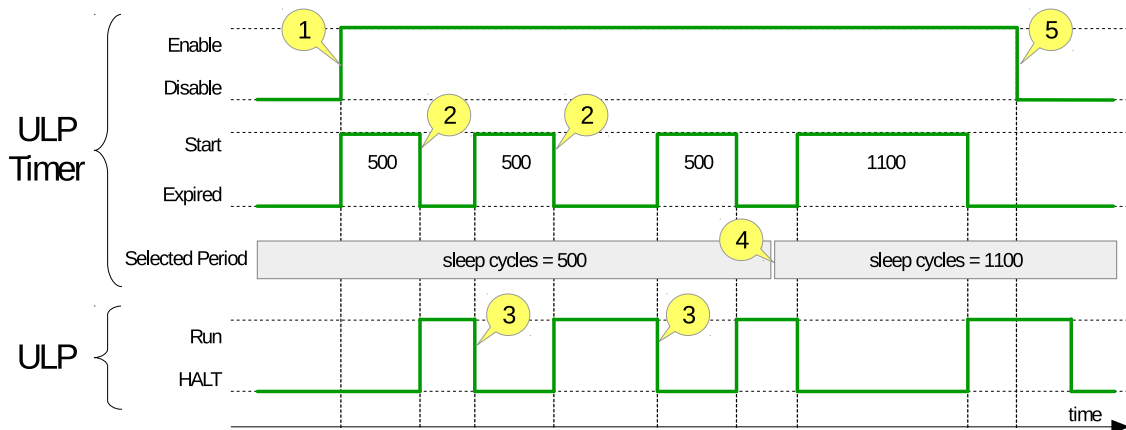 1
5
Enable
Disable
2
2
ULP
Timer
Start
500
500
500
1100
Expired
4
Selected Period
sleep cycles = 500
sleep cycles = 1100
3
3
ULP
Run
HALT
time